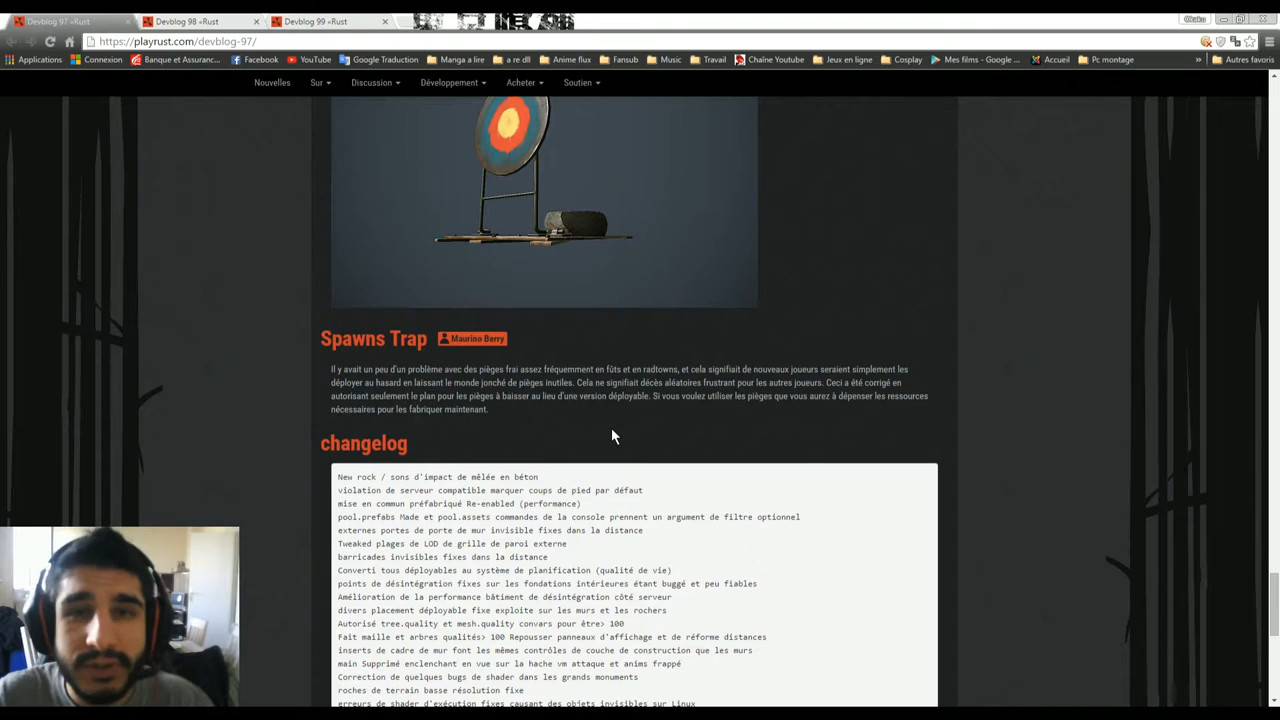 Devblog 97 «Rust
Devblog 98 «Rust
Devblog 99 «Rust
Otaku
https://playrust.com/devblog-97/
Applications Connexion Banque et Assuranc... Facebook YouTube Google Traduction Manga a lire a re dll Anime flux Fansub Music Travail Chaîne Youtube Jeux en ligne Cosplay Mes films - Google ... Accueil Pc montage » Autres favoris
Nouvelles Sur Discussion Développement Acheter Soutien
Spawns Trap Maurino Berry
Il y avait un peu d'un problème avec des pièges frai assez fréquemment en fûts et en radtowns, et cela signifiait de nouveaux joueurs seraient simplement les
déployer au hasard en laissant le monde jonché de pièges inutiles. Cela ne signifiait décès aléatoires frustrant pour les autres joueurs. Ceci a été corrigé en
autorisant seulement le plan pour les pièges à baisser au lieu d'une version déployable. Si vous voulez utiliser les pièges que vous aurez à dépenser les ressources
nécessaires pour les fabriquer maintenant.
changelog
New rock / sons d'impact de mêlée en béton
violation de serveur compatible marquer coups de pied par défaut
mise en commun préfabriqué Re-enabled (performance)
pool.prefabs Made et pool.assets commandes de la console prennent un argument de filtre optionnel
externes portes de porte de mur invisible fixes dans la distance
Tweaked plages de LOD de grille de paroi externe
barricades invisibles fixes dans la distance
Converti tous déployables au système de planification (qualité de vie)
points de désintégration fixes sur les fondations intérieures étant buggé et peu fiables
Amélioration de la performance bâtiment de désintégration côté serveur
divers placement déployable fixe exploite sur les murs et les rochers
Autorisé tree.quality et mesh.quality convars pour être> 100
Fait maille et arbres qualités> 100 Repousser panneaux d'affichage et de réforme distances
inserts de cadre de mur font les mêmes contrôles de couche de construction que les murs
main Supprimé enclenchant en vue sur la hache vm attaque et anims frappé
Correction de quelques bugs de shader dans les grands monuments
roches de terrain basse résolution fixe
erreurs de shader d'exécution fixes causant des objets invisibles sur Linux